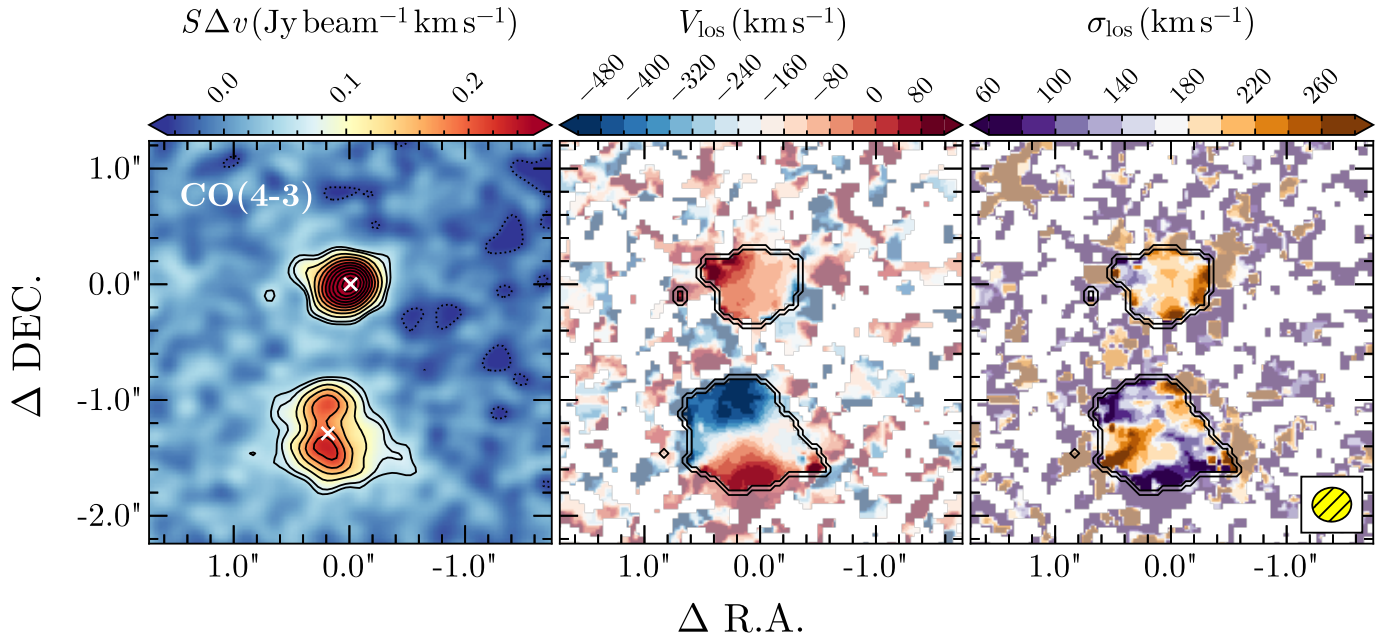 SΔv(Jy beam⁻¹ km s⁻¹) V_los (km s⁻¹) σ_los (km s⁻¹)
0.0 0.1 0.2 −480 −400 −320 −240 −160 −80 0 80 60 100 140 180 220 260
1.0"
CO(4-3)
0.0"
Δ DEC.
-1.0"
-2.0"
1.0" 0.0" -1.0" 1.0" 0.0" -1.0" 1.0" 0.0" -1.0"
Δ R.A.